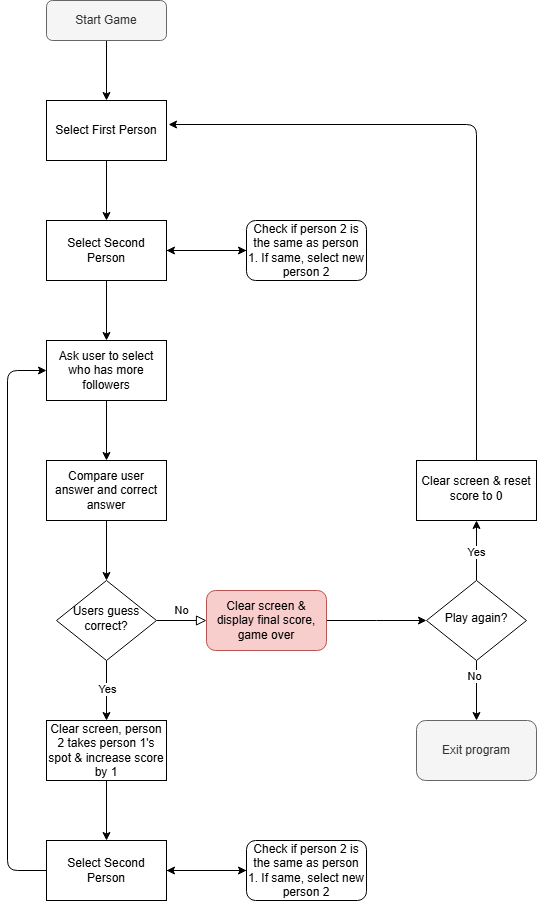 Start Game
Select First Person
Select Second
Person
Check if person 2 is
the same as person
1. If same, select new
person 2
Ask user to select
who has more
followers
Compare user
answer and correct
answer
Clear screen & reset
score to 0
Yes
Users guess
correct?
No
Clear screen &
display final score,
game over
Play again?
No
Yes
Clear screen, person
2 takes person 1's
spot & increase score
by 1
Exit program
Select Second
Person
Check if person 2 is
the same as person
1. If same, select new
person 2